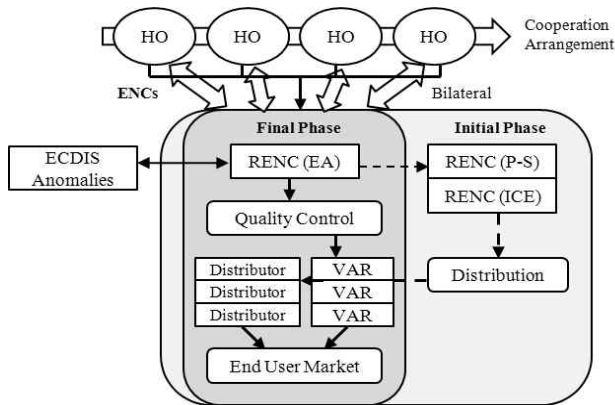 HO
HO
HO
HO
Cooperation
Arrangement
ENCs
Bilateral
Final Phase
Initial Phase
ECDIS
Anomalies
RENC (EA)
RENC (P-S)
RENC (ICE)
Quality Control
Distributor
Distributor
Distributor
VAR
VAR
VAR
Distribution
End User Market